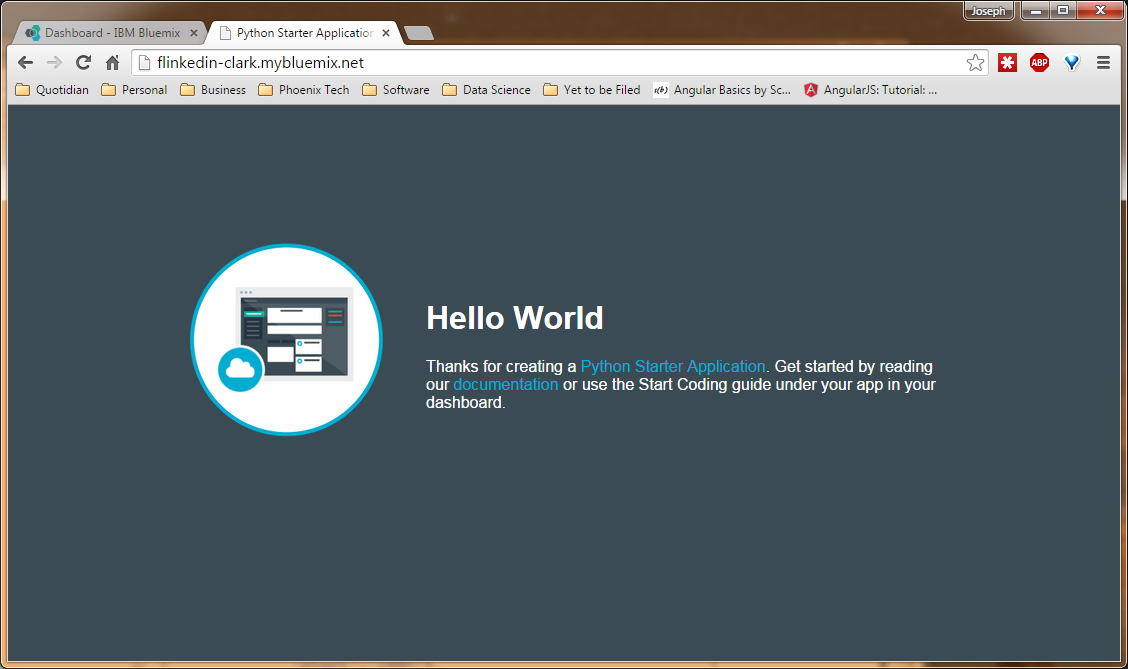 Joseph
Dashboard - IBM Bluemix
Python Starter Application
flinkedin-clark.mybluemix.net
ABP
Quotidian Personal Business Phoenix Tech Software Data Science Yet to be Filed Angular Basics by Sc... AngularJS: Tutorial: ...
Hello World
Thanks for creating a Python Starter Application. Get started by reading
our documentation or use the Start Coding guide under your app in your
dashboard.